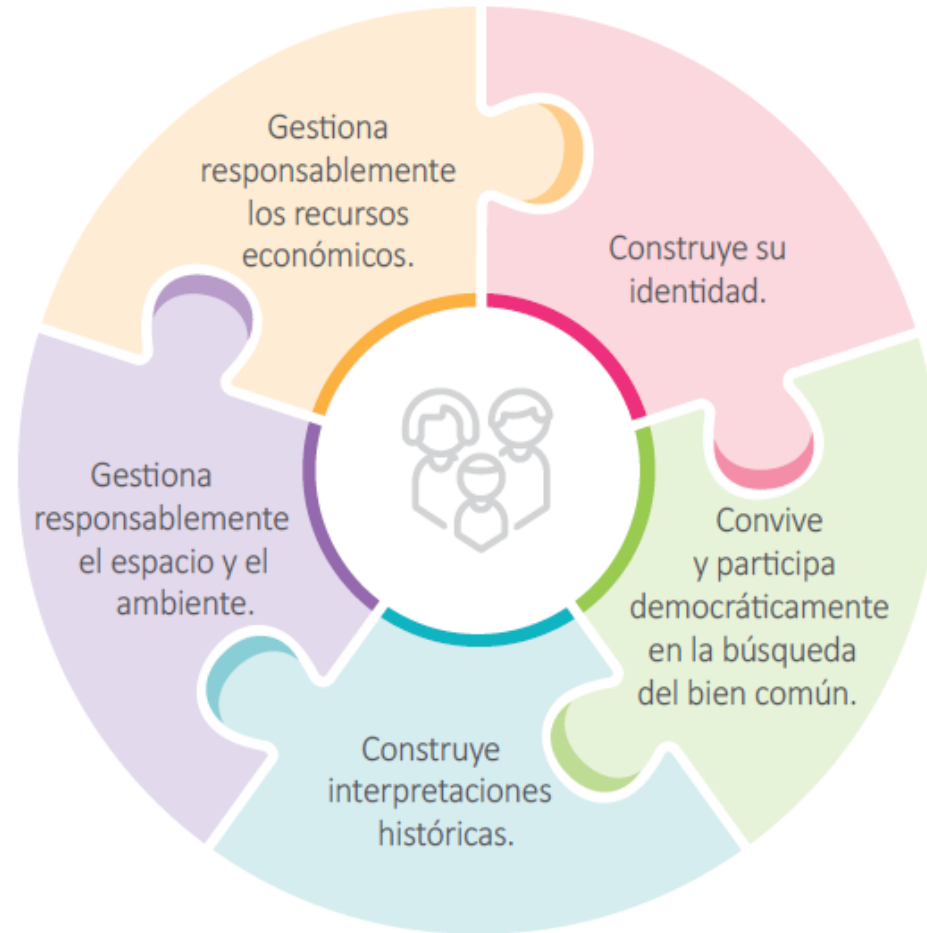 Gestiona
responsablemente
los recursos
económicos.
Construye su
identidad.
Convive
y participa
democráticamente
en la búsqueda
del bien común.
Construye
interpretaciones
históricas.
Gestiona
responsablemente
el espacio y el
ambiente.